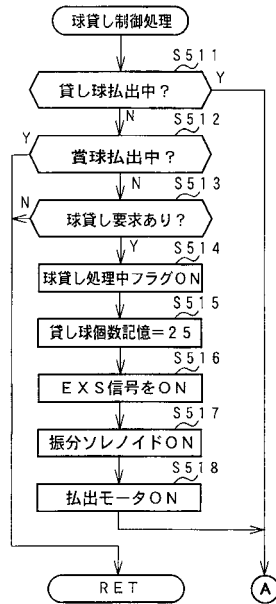 球貸し制御処理
S511
貸し球払出中？
Y
N
S512
Y
賞球払出中？
N
S513
N
球貸し要求あり？
Y
S514
球貸し処理中フラグON
S515
貸し球個数記憶＝25
S516
EXS信号をON
S517
振分ソレノイドON
S518
払出モータON
RET
A